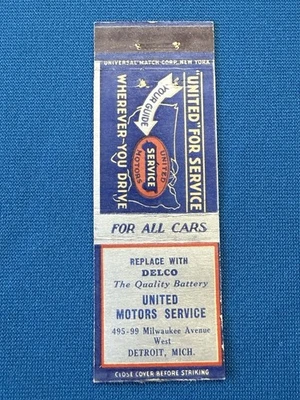 UNIVERSAL MATCH CORP., NEW YORK
"UNITED" FOR SERVICE
YOUR GUIDE
UNITED
SERVICE
MOTORS
WHEREVER YOU DRIVE
FOR ALL CARS
REPLACE WITH
DELCO
The Quality Battery
UNITED
MOTORS SERVICE
495-99 Milwaukee Avenue
West
DETROIT, MICH.
CLOSE COVER BEFORE STRIKING